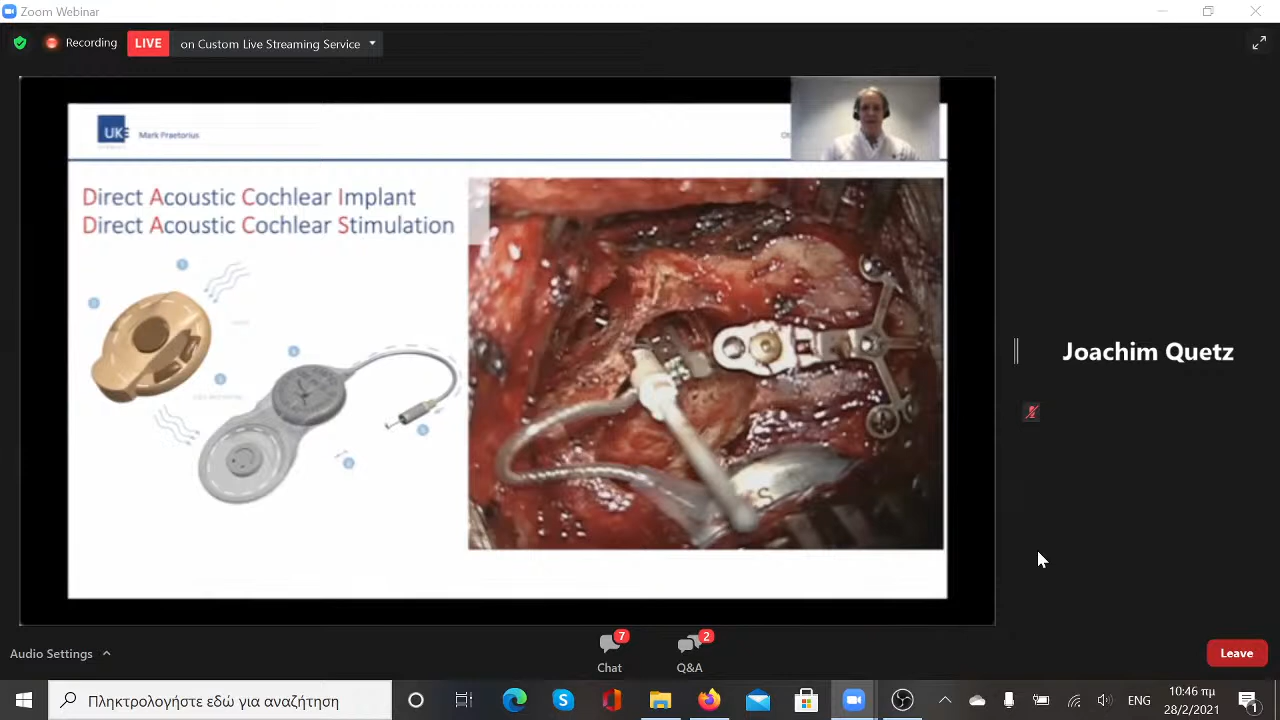 Zoom Webinar
Recording
LIVE
on Custom Live Streaming Service
UKE
Mark Praetorius
Direct Acoustic Cochlear Implant
Direct Acoustic Cochlear Stimulation
Joachim Quetz
Audio Settings
7
Chat
2
Q&A
Leave
Πληκτρολογήστε εδώ για αναζήτηση
ENG
10:46 πμ
28/2/2021
1